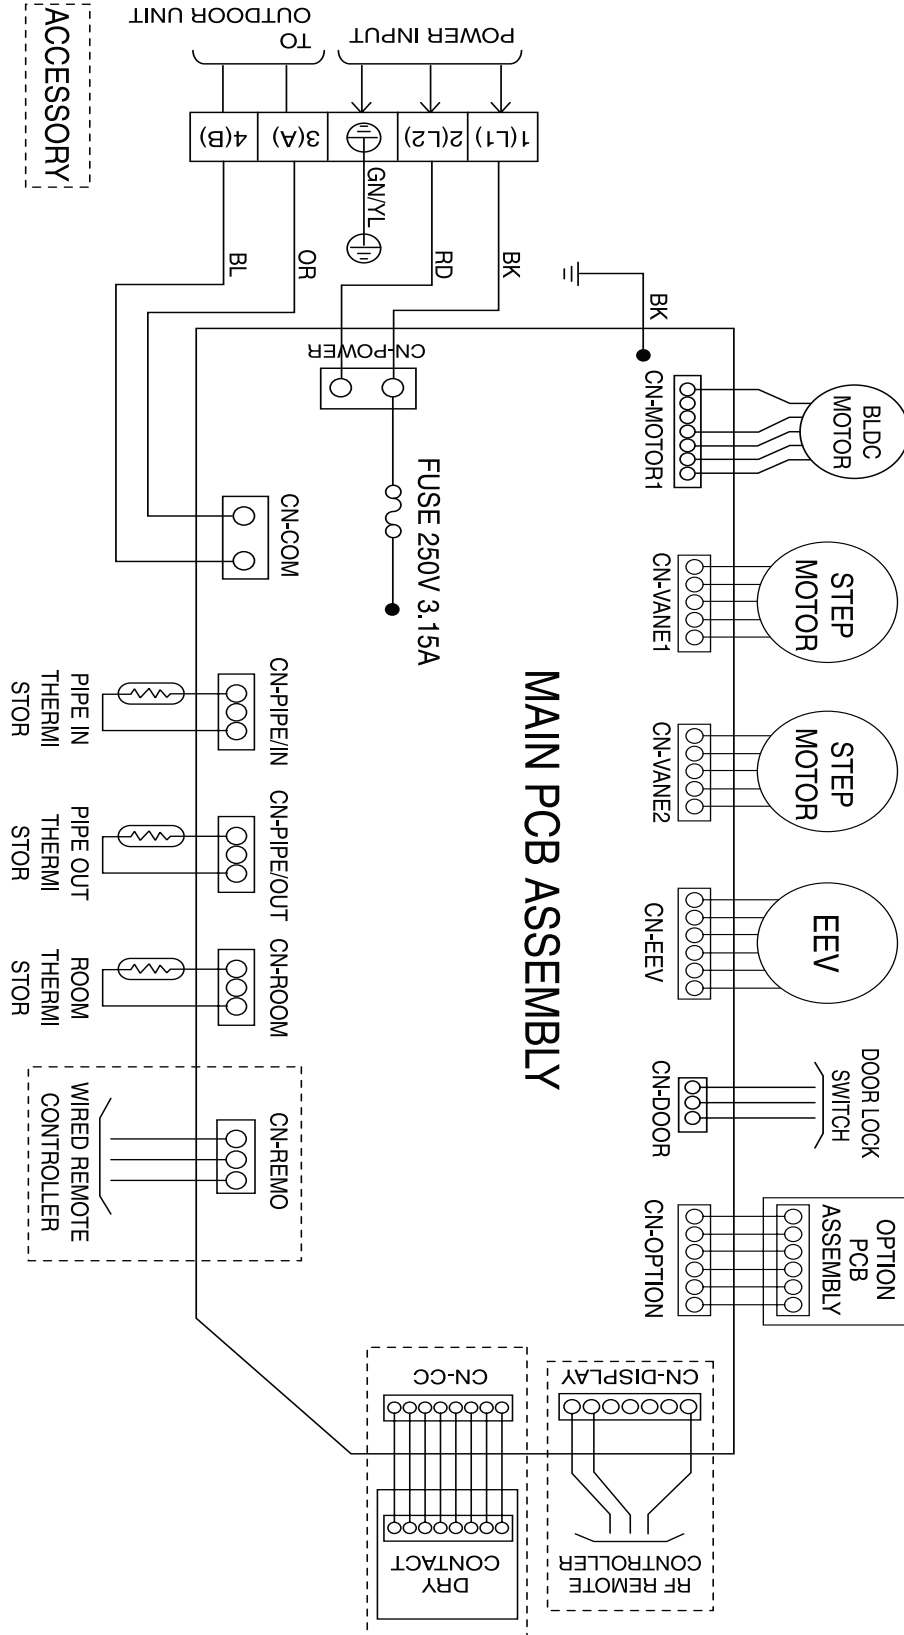 ACCESSORY
TO
OUTDOOR UNIT
POWER INPUT
4(B)
3(A)
2(L2)
1(L1)
GN/YL
BL
OR
RD
BK
BK
CN-POWER
FUSE 250V 3.15A
CN-COM
CN-MOTOR1
BLDC
MOTOR
CN-VANE1
STEP
MOTOR
CN-VANE2
STEP
MOTOR
CN-EEV
EEV
CN-DOOR
DOOR LOCK
SWITCH
CN-OPTION
OPTION
PCB
ASSEMBLY
MAIN PCB ASSEMBLY
CN-PIPE/IN
PIPE IN
THERMI
STOR
CN-PIPE/OUT
PIPE OUT
THERMI
STOR
CN-ROOM
ROOM
THERMI
STOR
CN-REMO
WIRED REMOTE
CONTROLLER
CN-CC
DRY
CONTACT
CN-DISPLAY
RF REMOTE
CONTROLLER